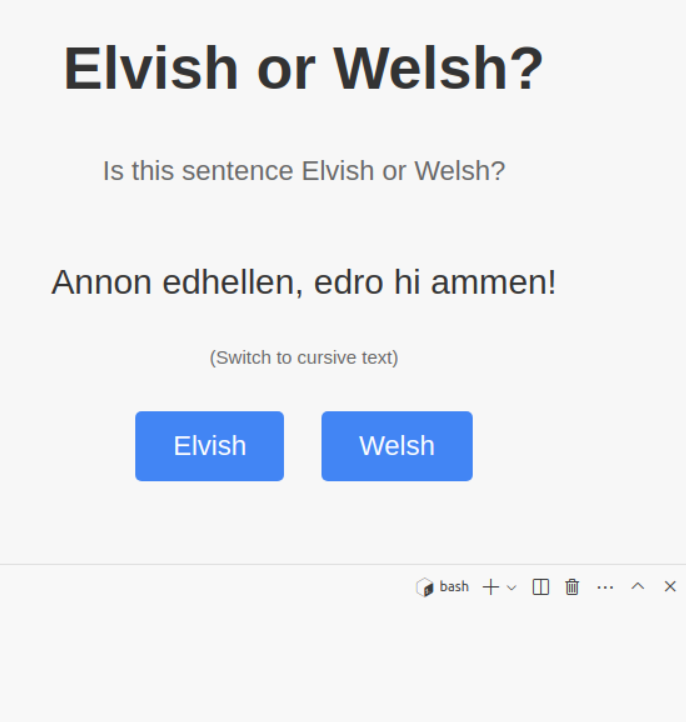 Elvish or Welsh?
Is this sentence Elvish or Welsh?
Annon edhellen, edro hi ammen!
(Switch to cursive text)
Elvish Welsh
bash